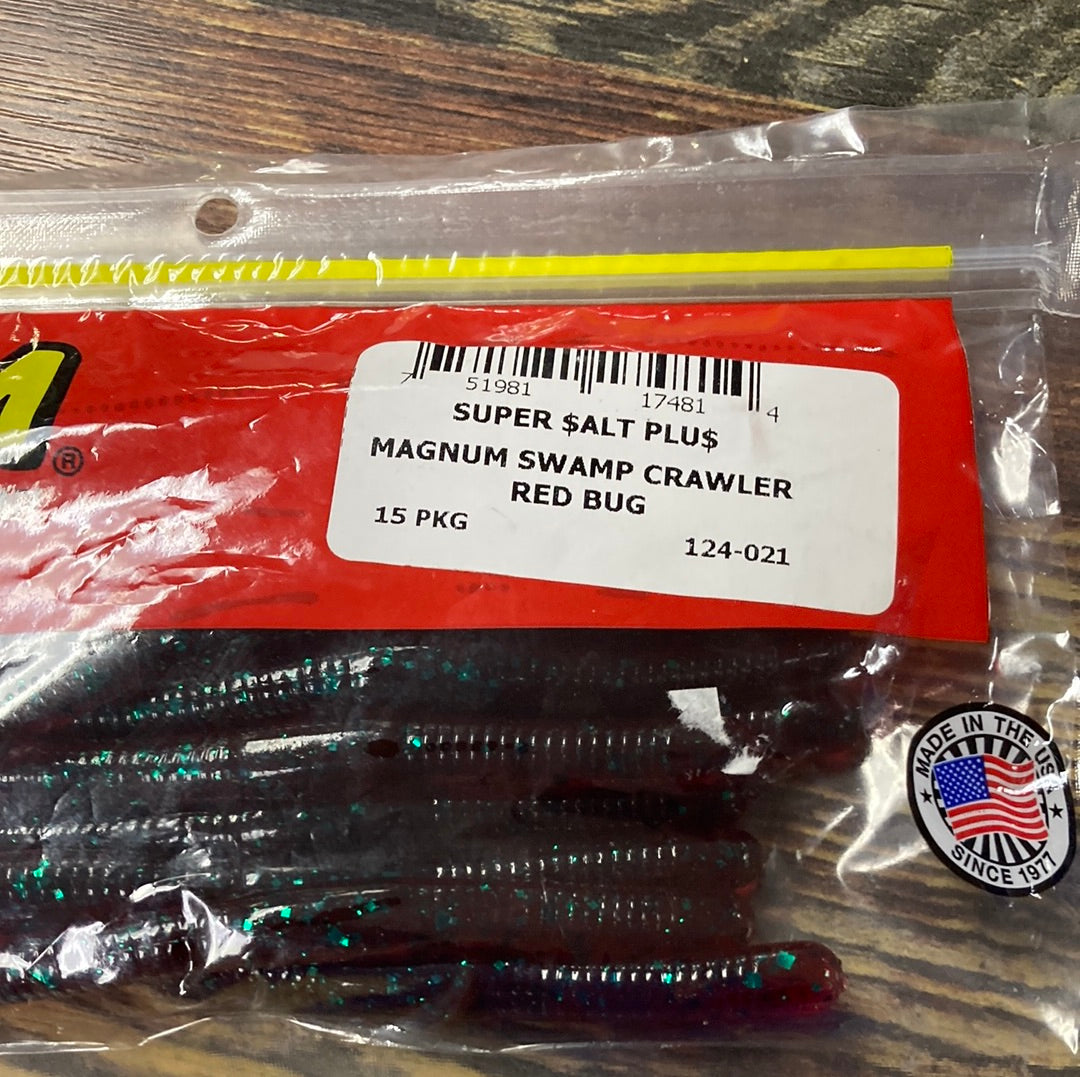 M®
7 51981 17481 4
SUPER $ALT PLU$
MAGNUM SWAMP CRAWLER
RED BUG
15 PKG
124-021
MADE IN THE USA
SINCE 1977